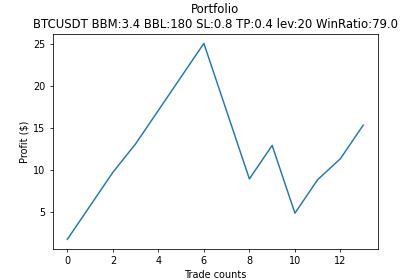 Portfolio
BTCUSDT BBM:3.4 BBL:180 SL:0.8 TP:0.4 lev:20 WinRatio:79.0
25
20
15
10
5
Profit ($)
0 2 4 6 8 10 12
Trade counts